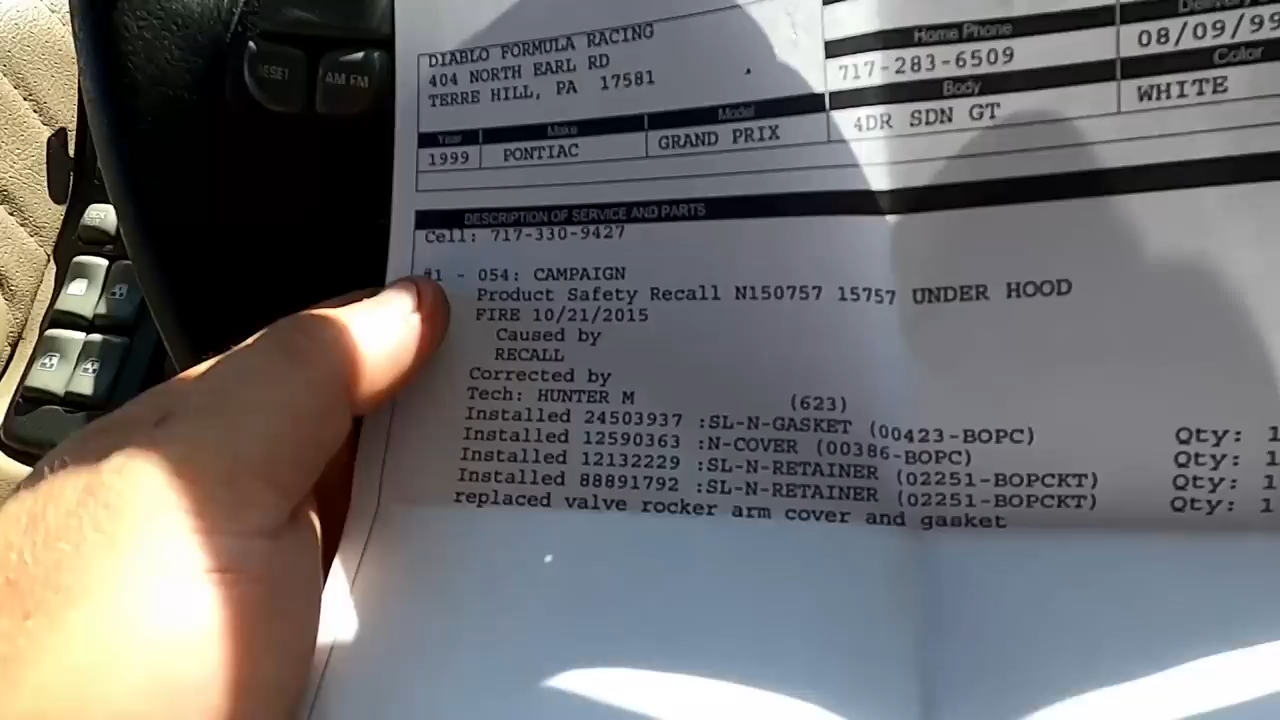 RESET
AM FM
DIABLO FORMULA RACING
404 NORTH EARL RD
TERRE HILL, PA 17581
Home Phone
717-283-6509
08/09/99
Body
Color
4DR SDN GT
WHITE
Year Make Model
1999 PONTIAC GRAND PRIX
DESCRIPTION OF SERVICE AND PARTS
Cell: 717-330-9427
#1 - 054: CAMPAIGN
Product Safety Recall N150757 15757 UNDER HOOD
FIRE 10/21/2015
Caused by
RECALL
Corrected by
Tech: HUNTER M (623)
Installed 24503937 :SL-N-GASKET (00423-BOPC) Qty: 1
Installed 12590363 :N-COVER (00386-BOPC) Qty: 1
Installed 12132229 :SL-N-RETAINER (02251-BOPCKT) Qty: 1
Installed 88891792 :SL-N-RETAINER (02251-BOPCKT) Qty: 1
replaced valve rocker arm cover and gasket